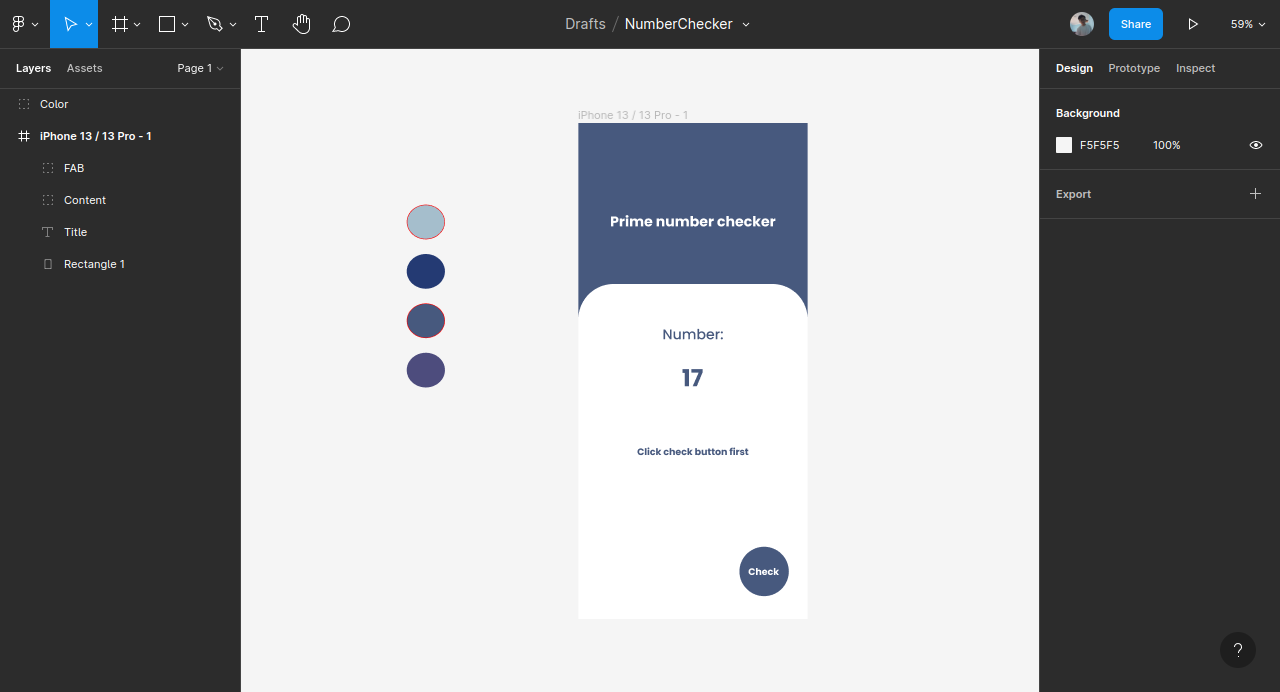 Drafts / NumberChecker
Share
59%
Layers
Assets
Page 1
Color
iPhone 13 / 13 Pro - 1
FAB
Content
Title
Rectangle 1
iPhone 13 / 13 Pro - 1
Prime number checker
Number:
17
Click check button first
Check
Design
Prototype
Inspect
Background
F5F5F5
100%
Export
?